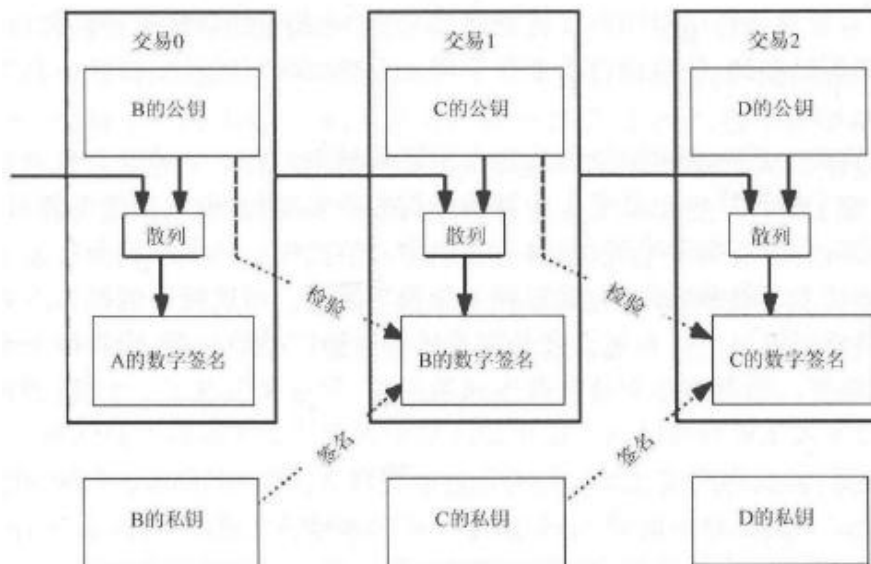 交易0
交易1
交易2
B的公钥
C的公钥
D的公钥
散列
散列
散列
检验
检验
A的数字签名
B的数字签名
C的数字签名
签名
签名
B的私钥
C的私钥
D的私钥